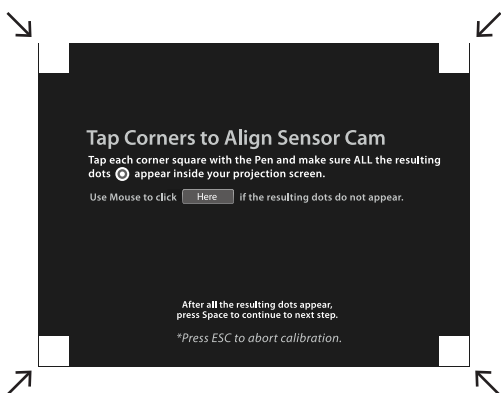 Tap Corners to Align Sensor Cam
Tap each corner square with the Pen and make sure ALL the resulting
dots appear inside your projection screen.
Use Mouse to click Here if the resulting dots do not appear.
After all the resulting dots appear,
press Space to continue to next step.
*Press ESC to abort calibration.